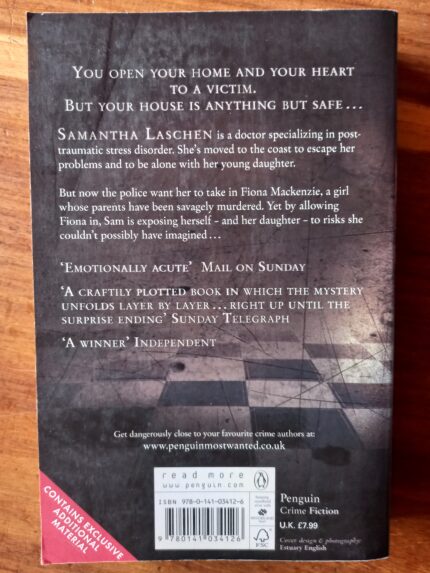 YOU OPEN YOUR HOME AND YOUR HEART
TO A VICTIM.
BUT YOUR HOUSE IS ANYTHING BUT SAFE...
SAMANTHA LASCHEN is a doctor specializing in post-
traumatic stress disorder. She's moved to the coast to escape her
problems and to be alone with her young daughter.
But now the police want her to take in Fiona Mackenzie, a girl
whose parents have been savagely murdered. Yet by allowing
Fiona in, Sam is exposing herself – and her daughter – to risks she
couldn't possibly have imagined...
'EMOTIONALLY ACUTE' MAIL ON SUNDAY
'A CRAFTILY PLOTTED BOOK IN WHICH THE MYSTERY
UNFOLDS LAYER BY LAYER... RIGHT UP UNTIL THE
SURPRISE ENDING' SUNDAY TELEGRAPH
'A WINNER' INDEPENDENT
Get dangerously close to your favourite crime authors at:
www.penguinmostwanted.co.uk
read more
www.penguin.com
ISBN 978-0-141-03412-6
9 780141 034126
FSC
Penguin
Crime Fiction
U.K. £7.99
Cover design & photography:
Estuary English
CONTAINS EXCLUSIVE
ADDITIONAL
MATERIAL